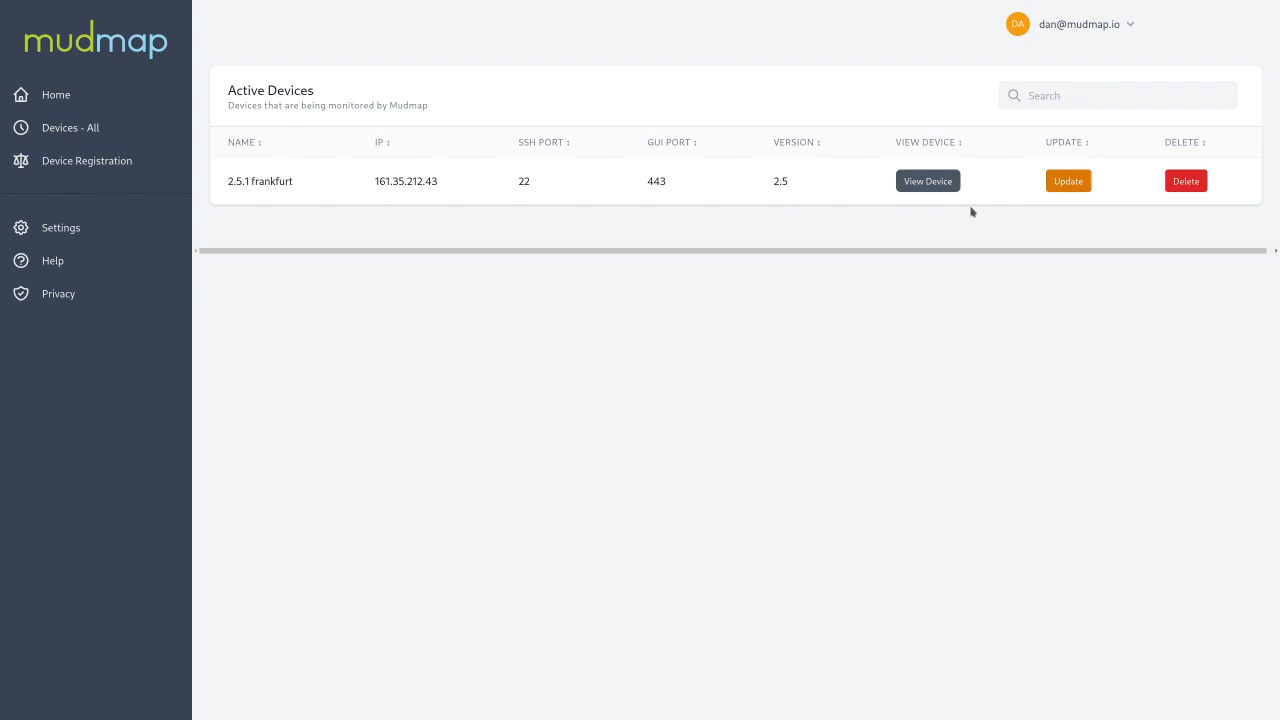 mudmap
Home
Devices - All
Device Registration
Settings
Help
Privacy
DA dan@mudmap.io
Active Devices
Devices that are being monitored by Mudmap
Search
NAME ↕ IP ↕ SSH PORT ↕ GUI PORT ↕ VERSION ↕ VIEW DEVICE ↕ UPDATE ↕ DELETE ↕
2.5.1 frankfurt 161.35.212.43 22 443 2.5 View Device Update Delete